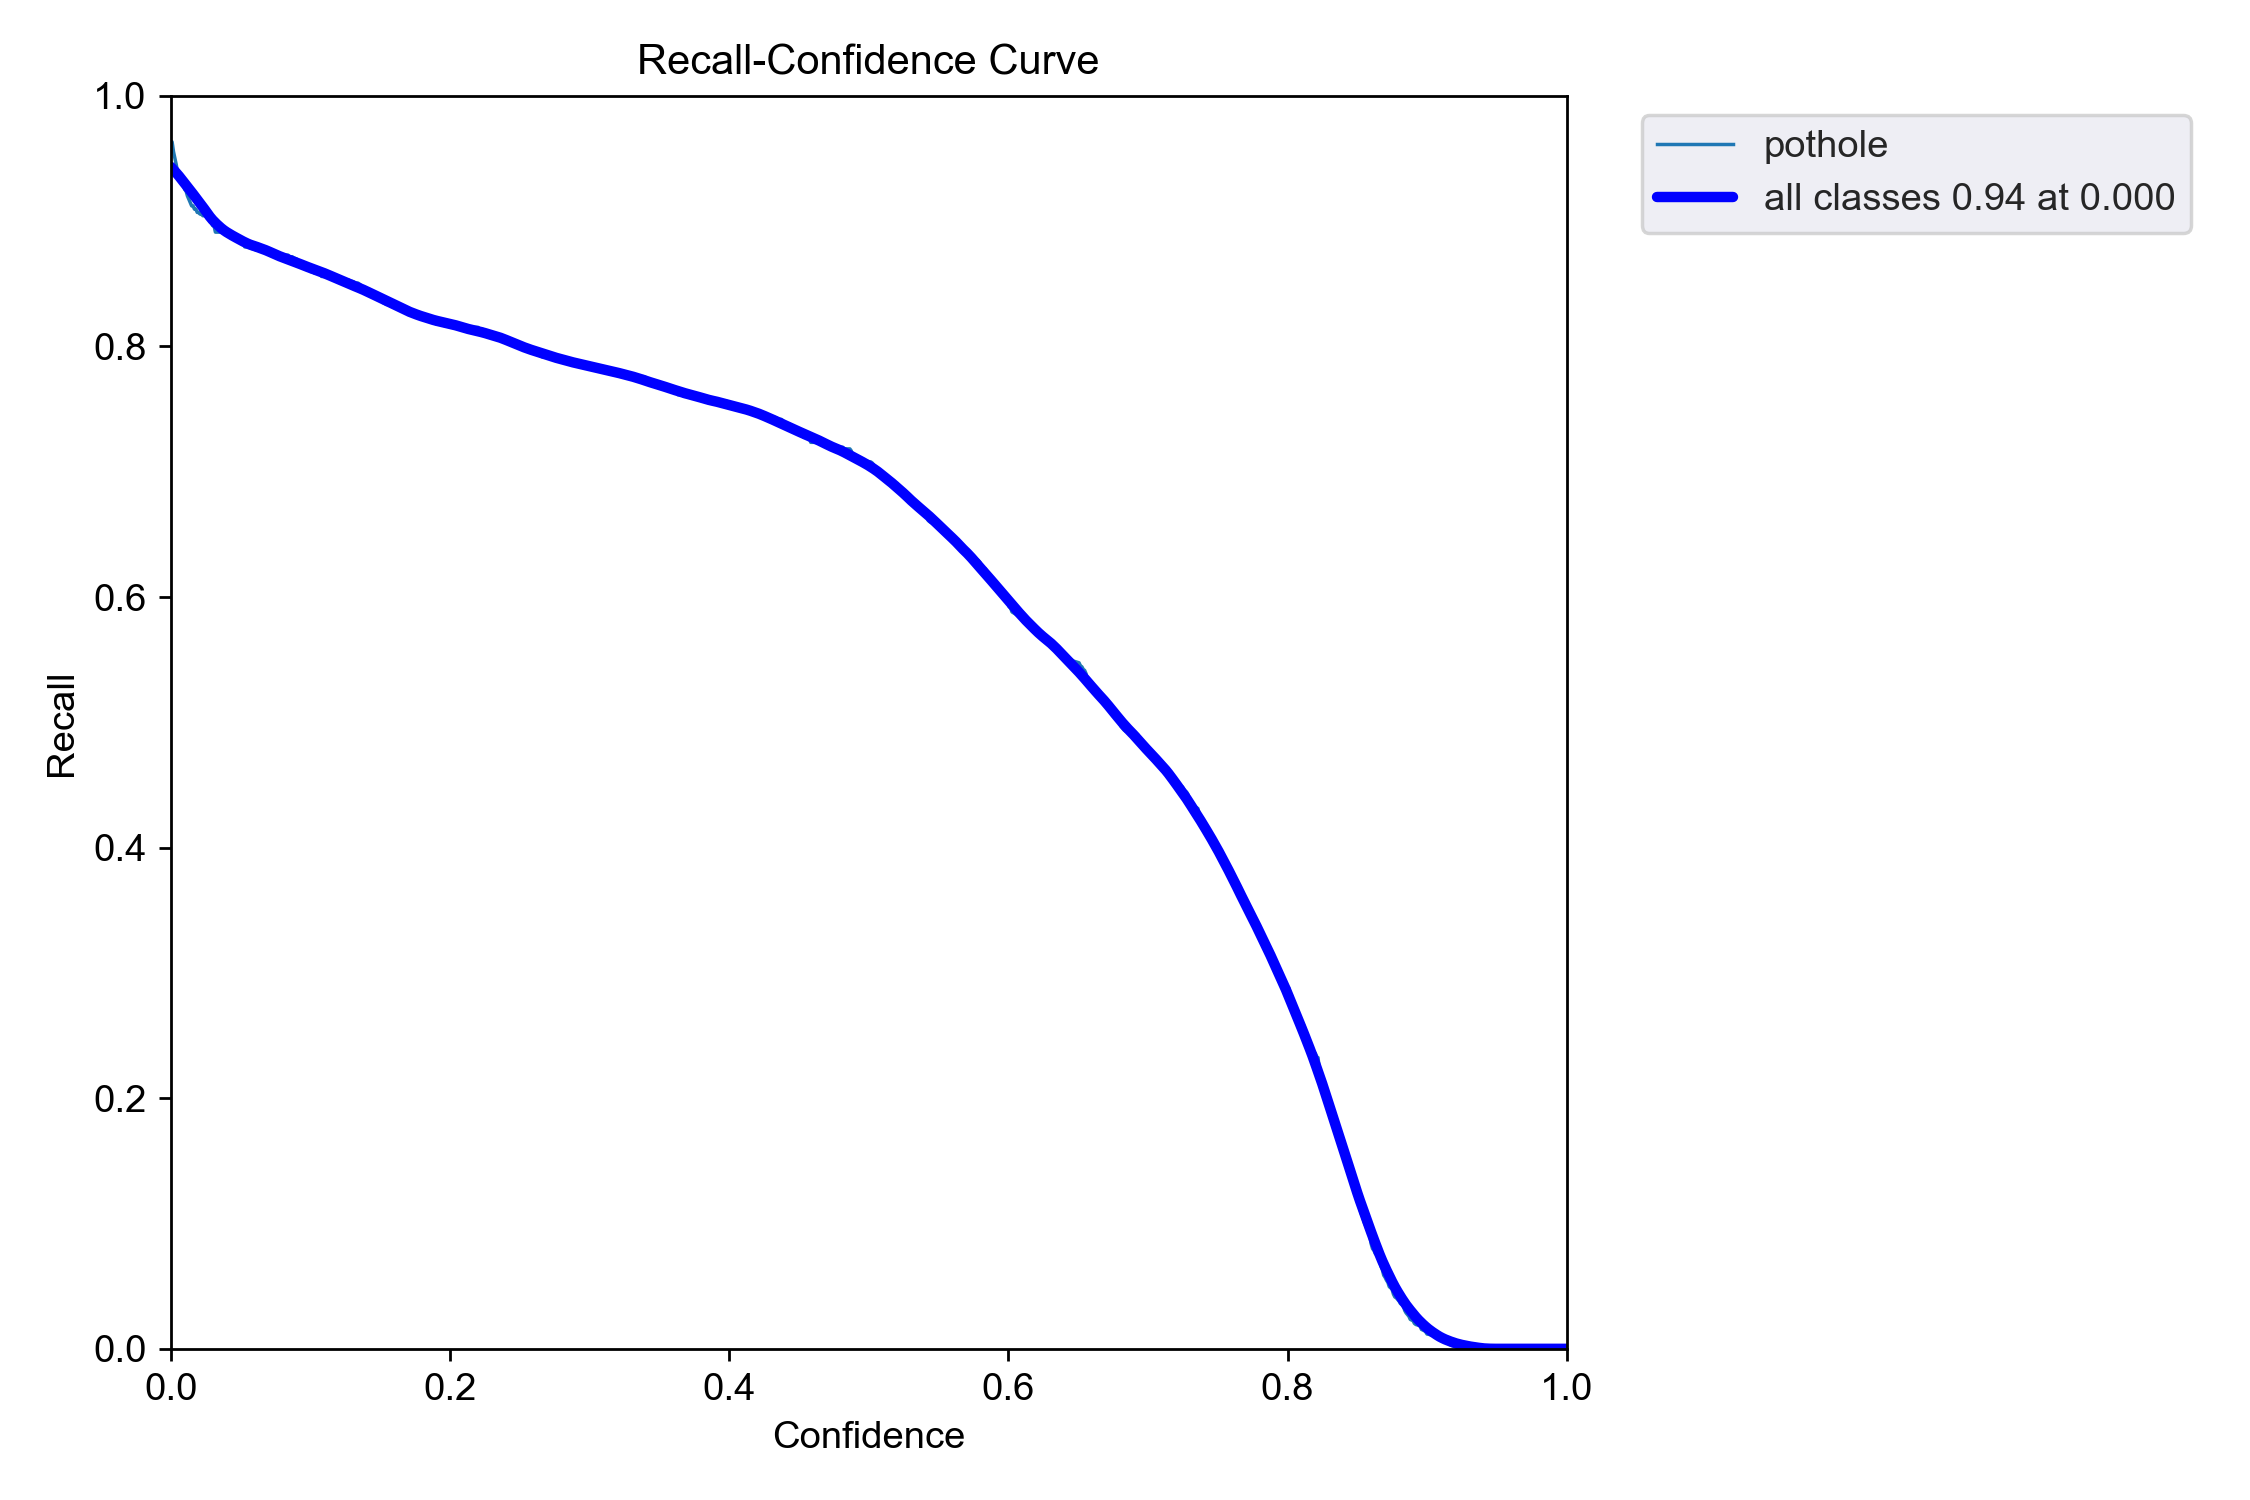 Recall-Confidence Curve
1.0
0.8
0.6
0.4
0.2
0.0
Recall
0.0 0.2 0.4 0.6 0.8 1.0
Confidence
pothole
all classes 0.94 at 0.000